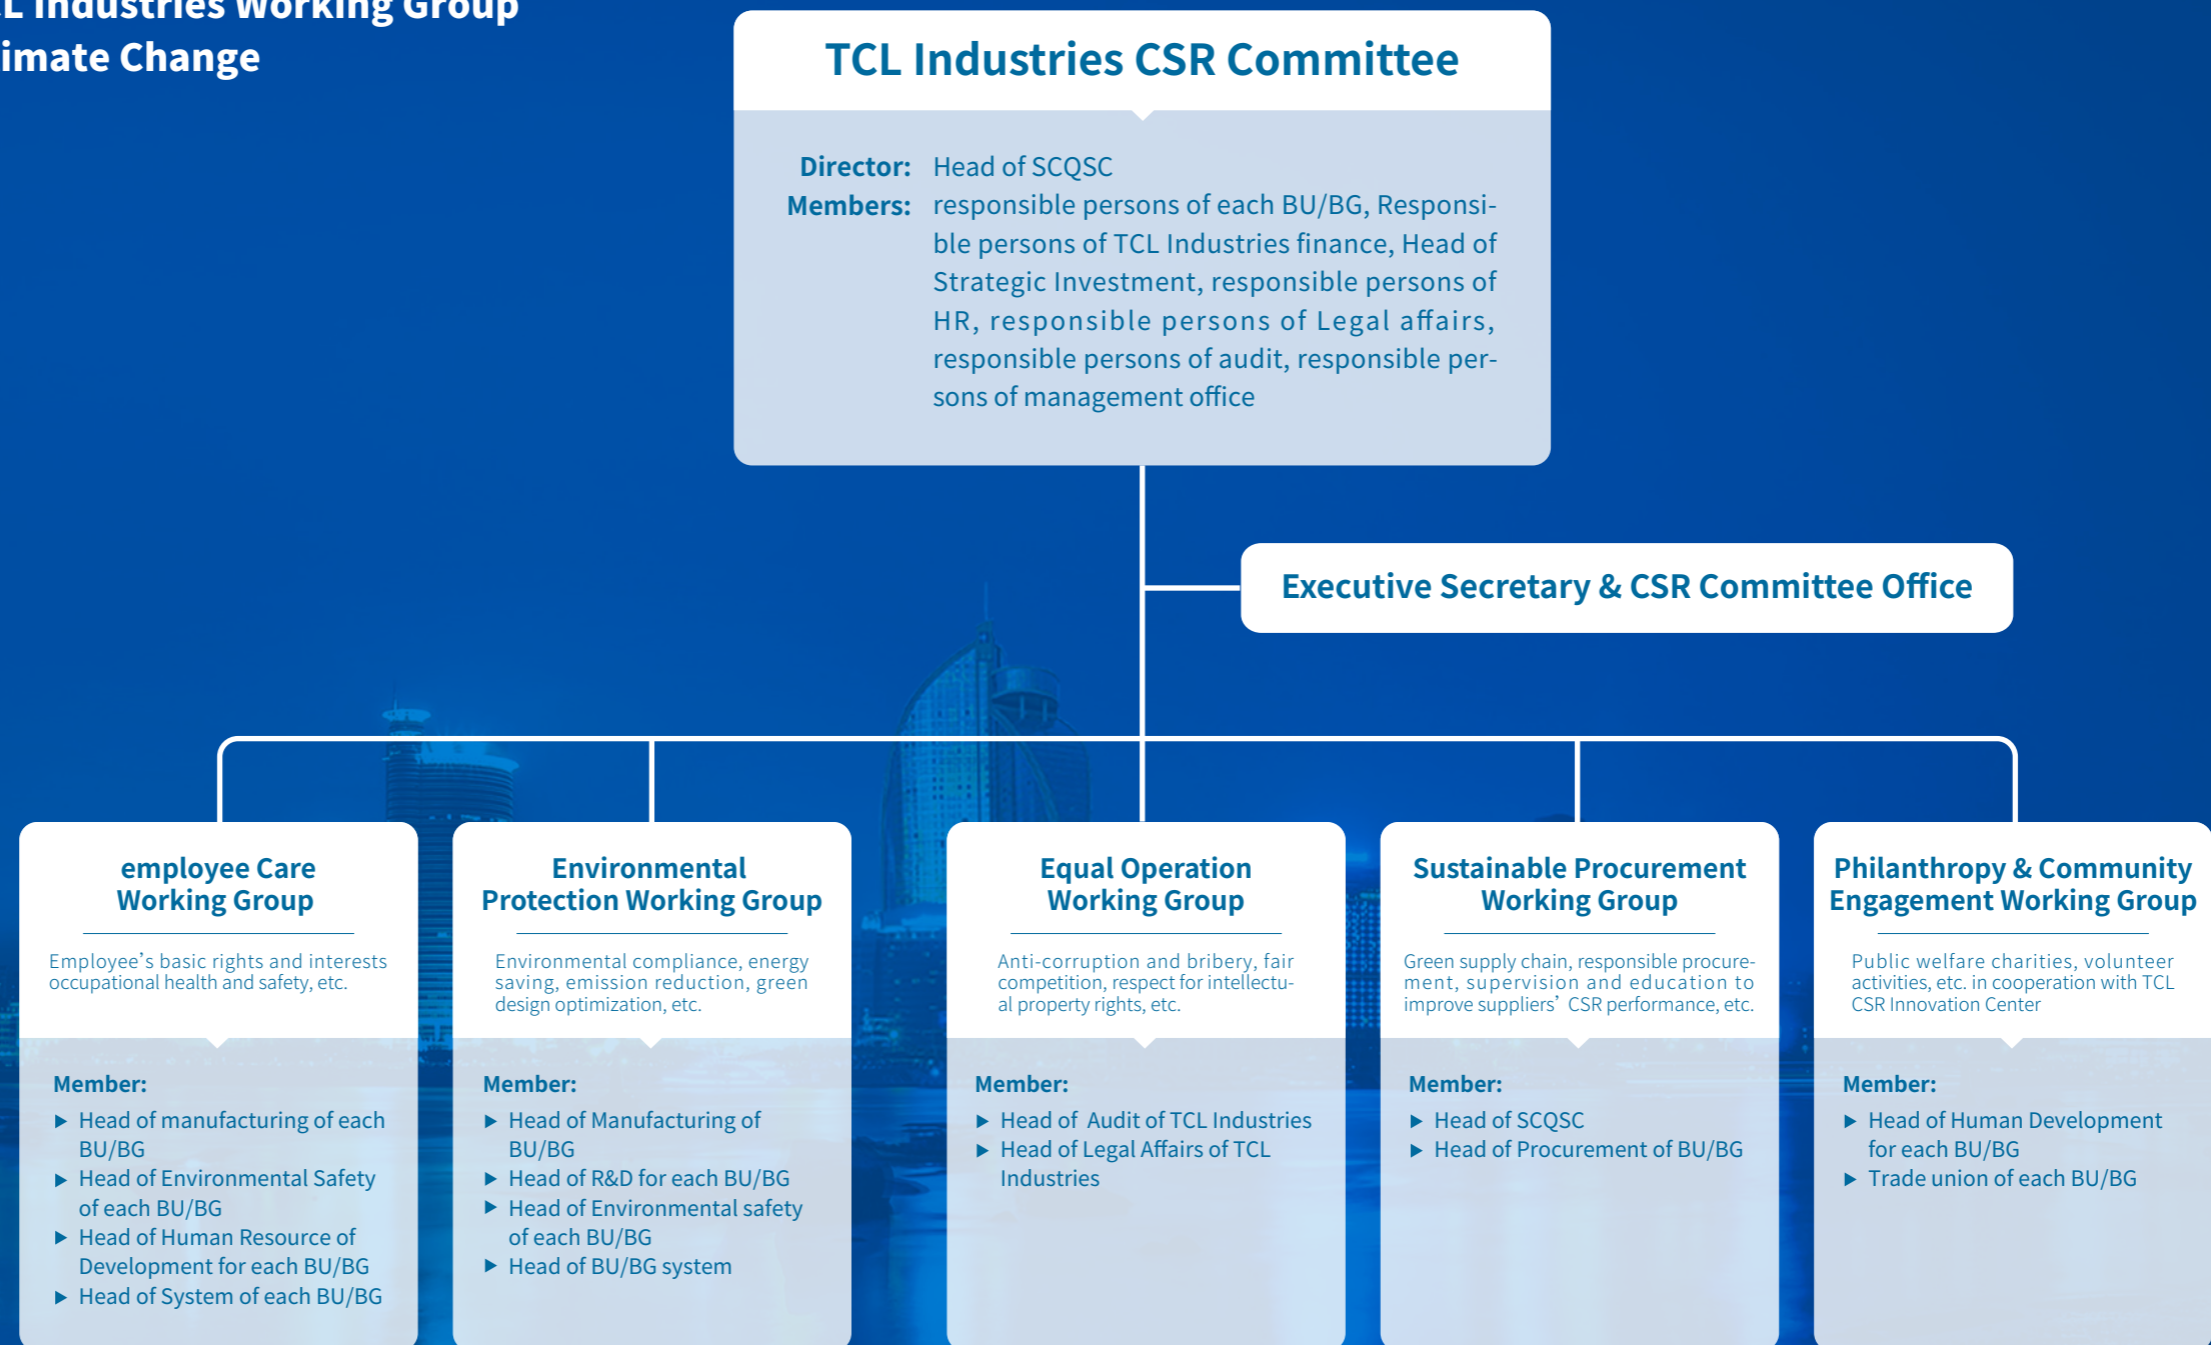 Industries Working Group
Change
TCL Industries CSR Committee
Director: Head of SCQSC
Members: responsible persons of each BU/BG, Responsi-
ble persons of TCL Industries finance, Head of
Strategic Investment, responsible persons of
HR, responsible persons of Legal affairs,
responsible persons of audit, responsible per-
sons of management office
Executive Secretary & CSR Committee Office
employee Care
Working Group
Employee’s basic rights and interests
occupational health and safety, etc.
Member:
▶ Head of manufacturing of each
BU/BG
▶ Head of Environmental Safety
of each BU/BG
▶ Head of Human Resource of
Development for each BU/BG
▶ Head of System of each BU/BG
Environmental
Protection Working Group
Environmental compliance, energy
saving, emission reduction, green
design optimization, etc.
Member:
▶ Head of Manufacturing of
BU/BG
▶ Head of R&D for each BU/BG
▶ Head of Environmental safety
of each BU/BG
▶ Head of BU/BG system
Equal Operation
Working Group
Anti-corruption and bribery, fair
competition, respect for intellectu-
al property rights, etc.
Member:
▶ Head of Audit of TCL Industries
▶ Head of Legal Affairs of TCL
Industries
Sustainable Procurement
Working Group
Green supply chain, responsible procure-
ment, supervision and education to
improve suppliers’ CSR performance, etc.
Member:
▶ Head of SCQSC
▶ Head of Procurement of BU/BG
Philanthropy & Community
Engagement Working Group
Public welfare charities, volunteer
activities, etc. in cooperation with TCL
CSR Innovation Center
Member:
▶ Head of Human Development
for each BU/BG
▶ Trade union of each BU/BG